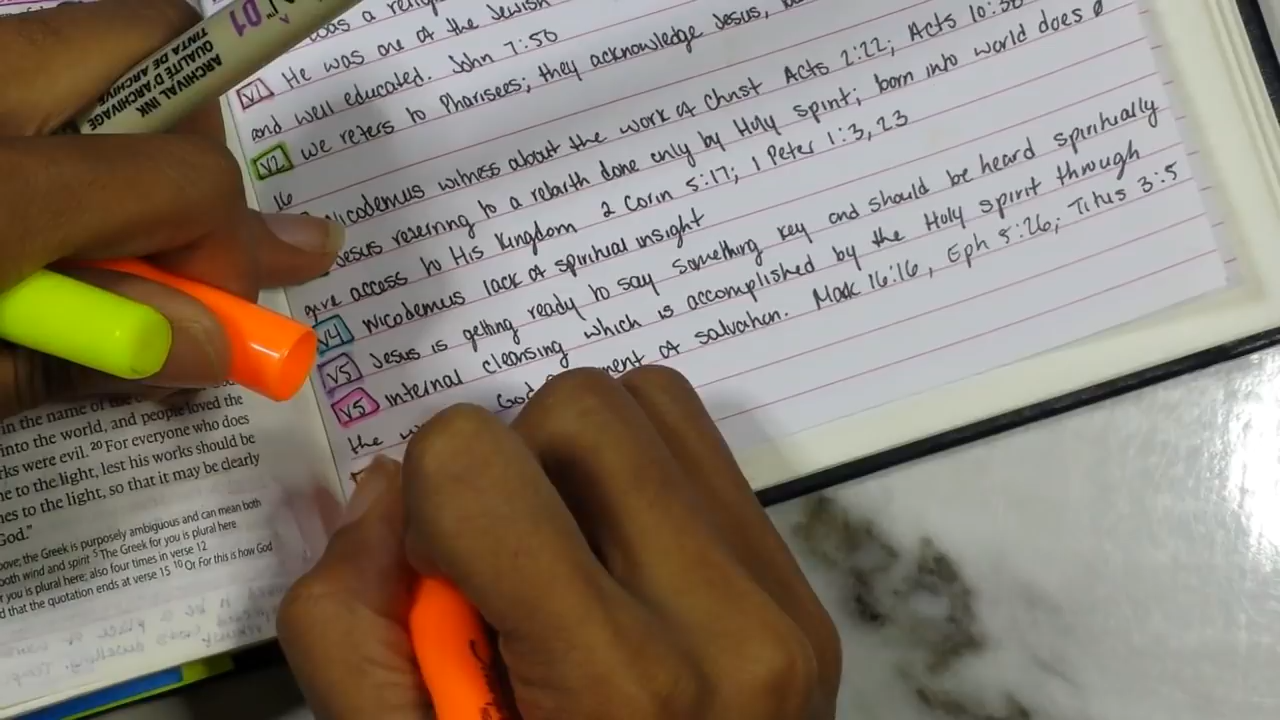 was a
V1 He was one of the Jewish
and well educated. John 7:50
V2 we refers to Pharisees; they acknowledge Jesus,
16
Nicodemus witness about the work of Christ Acts 2:22; Acts 10:38
Jesus referring to a rebirth done only by Holy spirit; born into world does
give access to His Kingdom 2 Corin 5:17; 1 Peter 1:3, 23
V4 Nicodemus lack of spiritual insight
V5 Jesus is getting ready to say something key and should be heard spiritually
V5 internal cleansing which is accomplished by the Holy spirit through
the God ment of salvation. Mark 16:16, Eph 5:26; Titus 3:5
01
ARCHIVAL INK
QUALITÉ D'ARCHIVAGE
TINTA DE ARCHIVE
in the name of the
into the world, and people loved the
ks were evil. 20 For everyone who does
e to the light, lest his works should be
es to the light, so that it may be clearly
God."
ove; the Greek is purposely ambiguous and can mean both
both wind and spirit 5 The Greek for you is plural here
you is plural here; also four times in verse 12
d that the quotation ends at verse 15 10 Or For this is how God